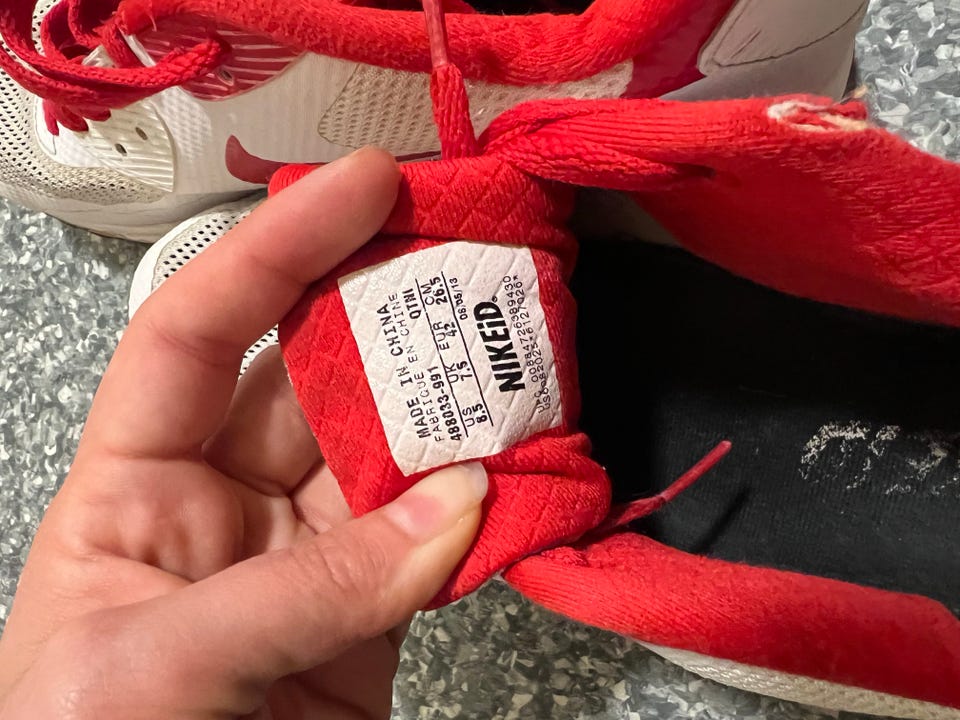 MADE IN CHINA
FABRIQUE EN CHINE
488033-991 QTINI
US UK EUR CM
8.5 7.5 42 26.5
06/05/13
NIKEiD.